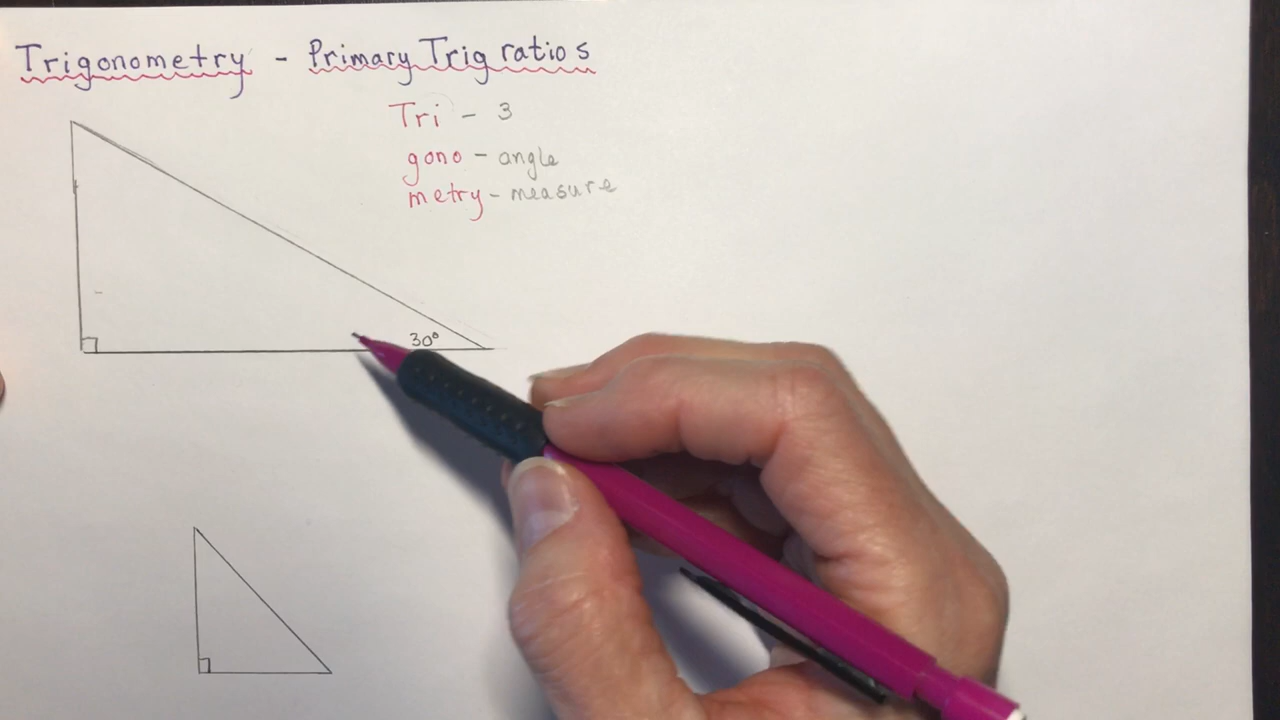 Trigonometry - Primary Trig ratios
Tri - 3
gono - angle
metry - measure
30°